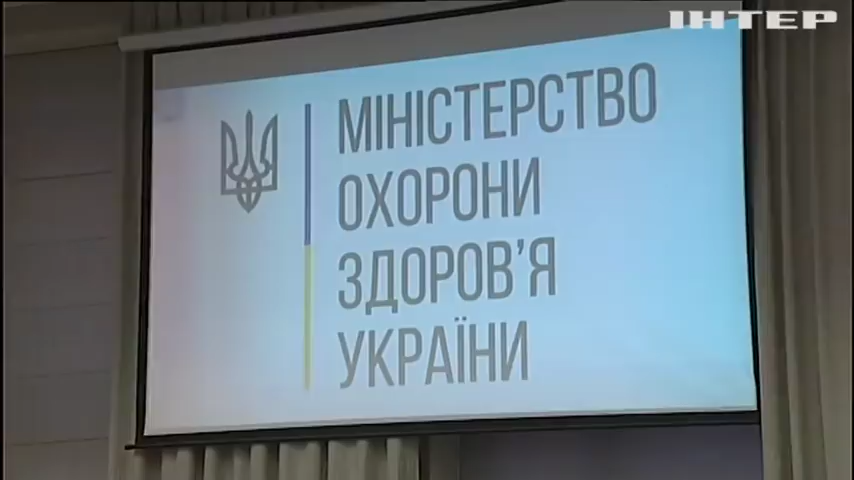 ІНТЕР
МІНІСТЕРСТВО
ОХОРОНИ
ЗДОРОВ'Я
УКРАЇНИ